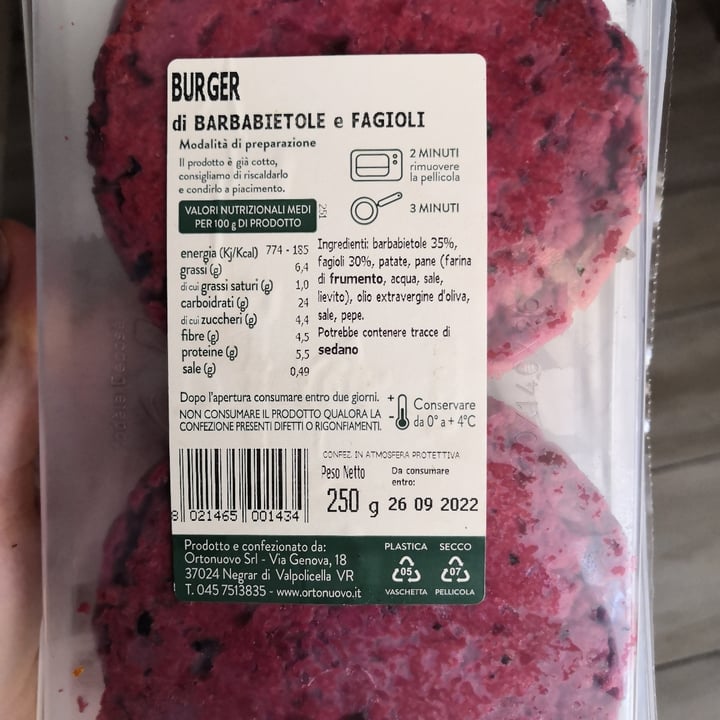 BURGER
di BARBABIETOLE e FAGIOLI
Modalità di preparazione
Il prodotto è già cotto,
consigliamo di riscaldarlo
e condirlo a piacimento.
2 MINUTI
rimuovere
la pellicola
3 MINUTI
VALORI NUTRIZIONALI MEDI
PER 100 g DI PRODOTTO
251
energia (Kj/Kcal) 774 - 185
grassi (g) 6,4
di cui grassi saturi (g) 1,0
carboidrati (g) 24
di cui zuccheri (g) 4,4
fibre (g) 4,5
proteine (g) 5,5
sale (g) 0,49
Ingredienti: barbabietole 35%,
fagioli 30%, patate, pane (farina
di frumento, acqua, sale,
lievito), olio extravergine d'oliva,
sale, pepe.
Potrebbe contenere tracce di
sedano
Dopo l'apertura consumare entro due giorni.
NON CONSUMARE IL PRODOTTO QUALORA LA
CONFEZIONE PRESENTI DIFETTI O RIGONFIAMENTI.
+
-
Conservare
da 0° a + 4°C
CONFEZ. IN ATMOSFERA PROTETTIVA
Peso Netto
250 g
Da consumare
entro:
26 09 2022
8 021465 001434
Prodotto e confezionato da:
Ortonuovo Srl - Via Genova, 18
37024 Negrar di Valpolicella VR
T. 045 7513835 - www.ortonuovo.it
PLASTICA SECCO
05 07
VASCHETTA PELLICOLA